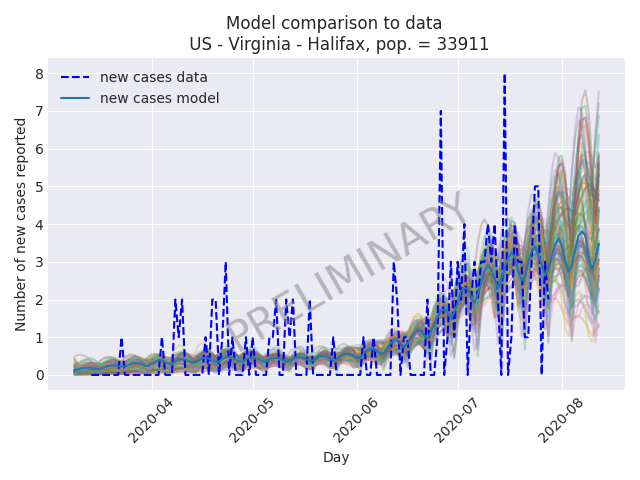 Model comparison to data
US - Virginia - Halifax, pop. = 33911
new cases data
new cases model
Number of new cases reported
8
7
6
5
4
3
2
1
0
PRELIMINARY
2020-04
2020-05
2020-06
2020-07
2020-08
Day